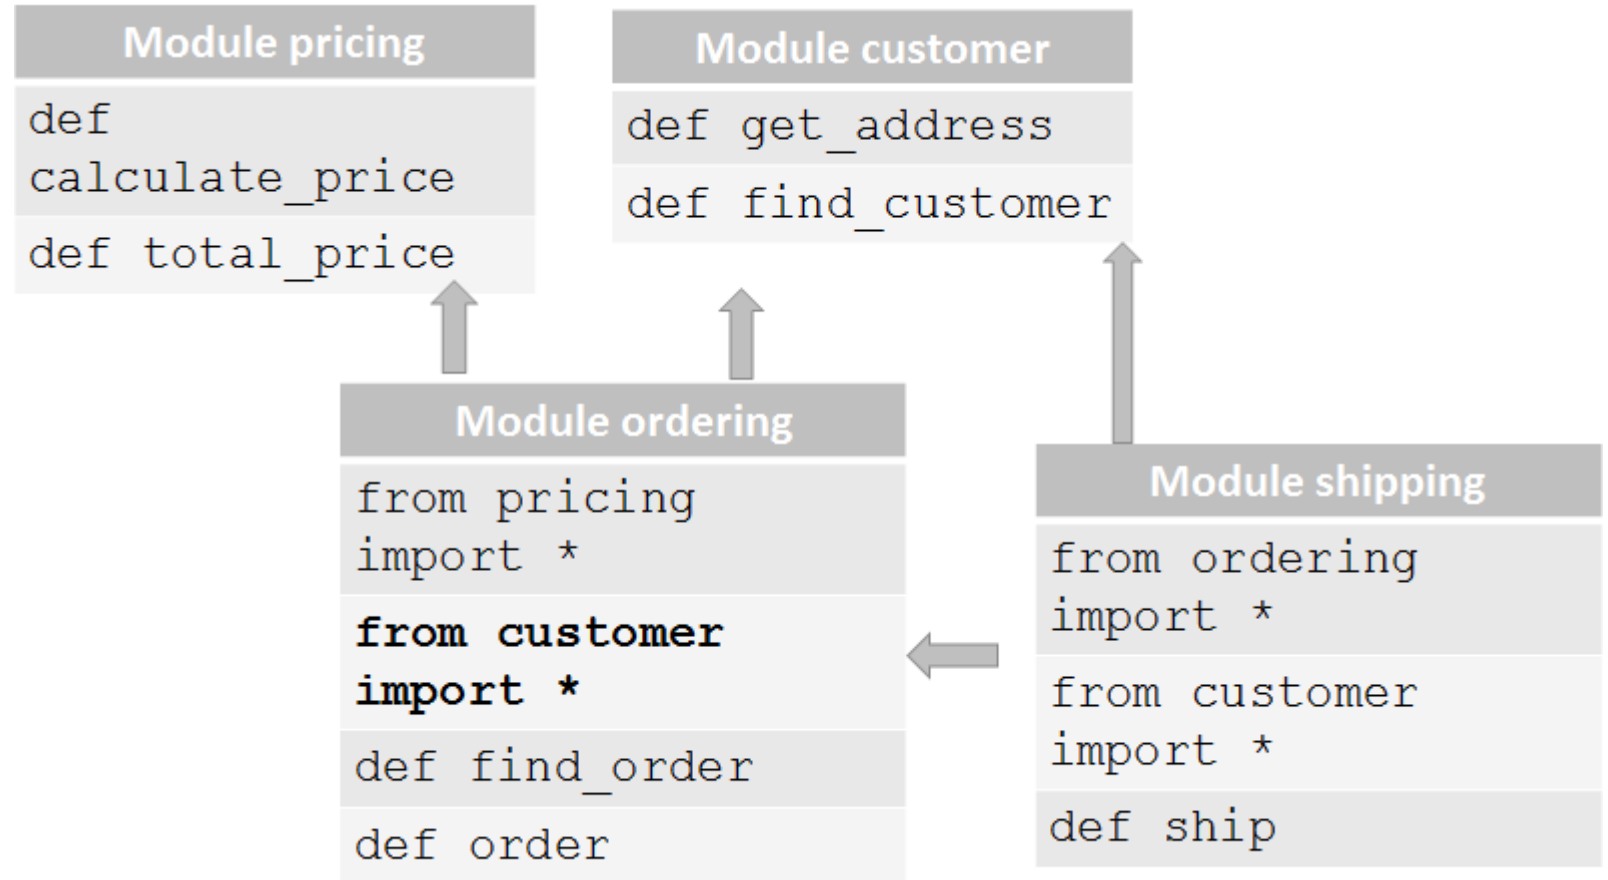 Module pricing
def
calculate_price
def total_price
Module customer
def get_address
def find_customer
Module ordering
from pricing
import *
from customer
import *
def find_order
def order
Module shipping
from ordering
import *
from customer
import *
def ship